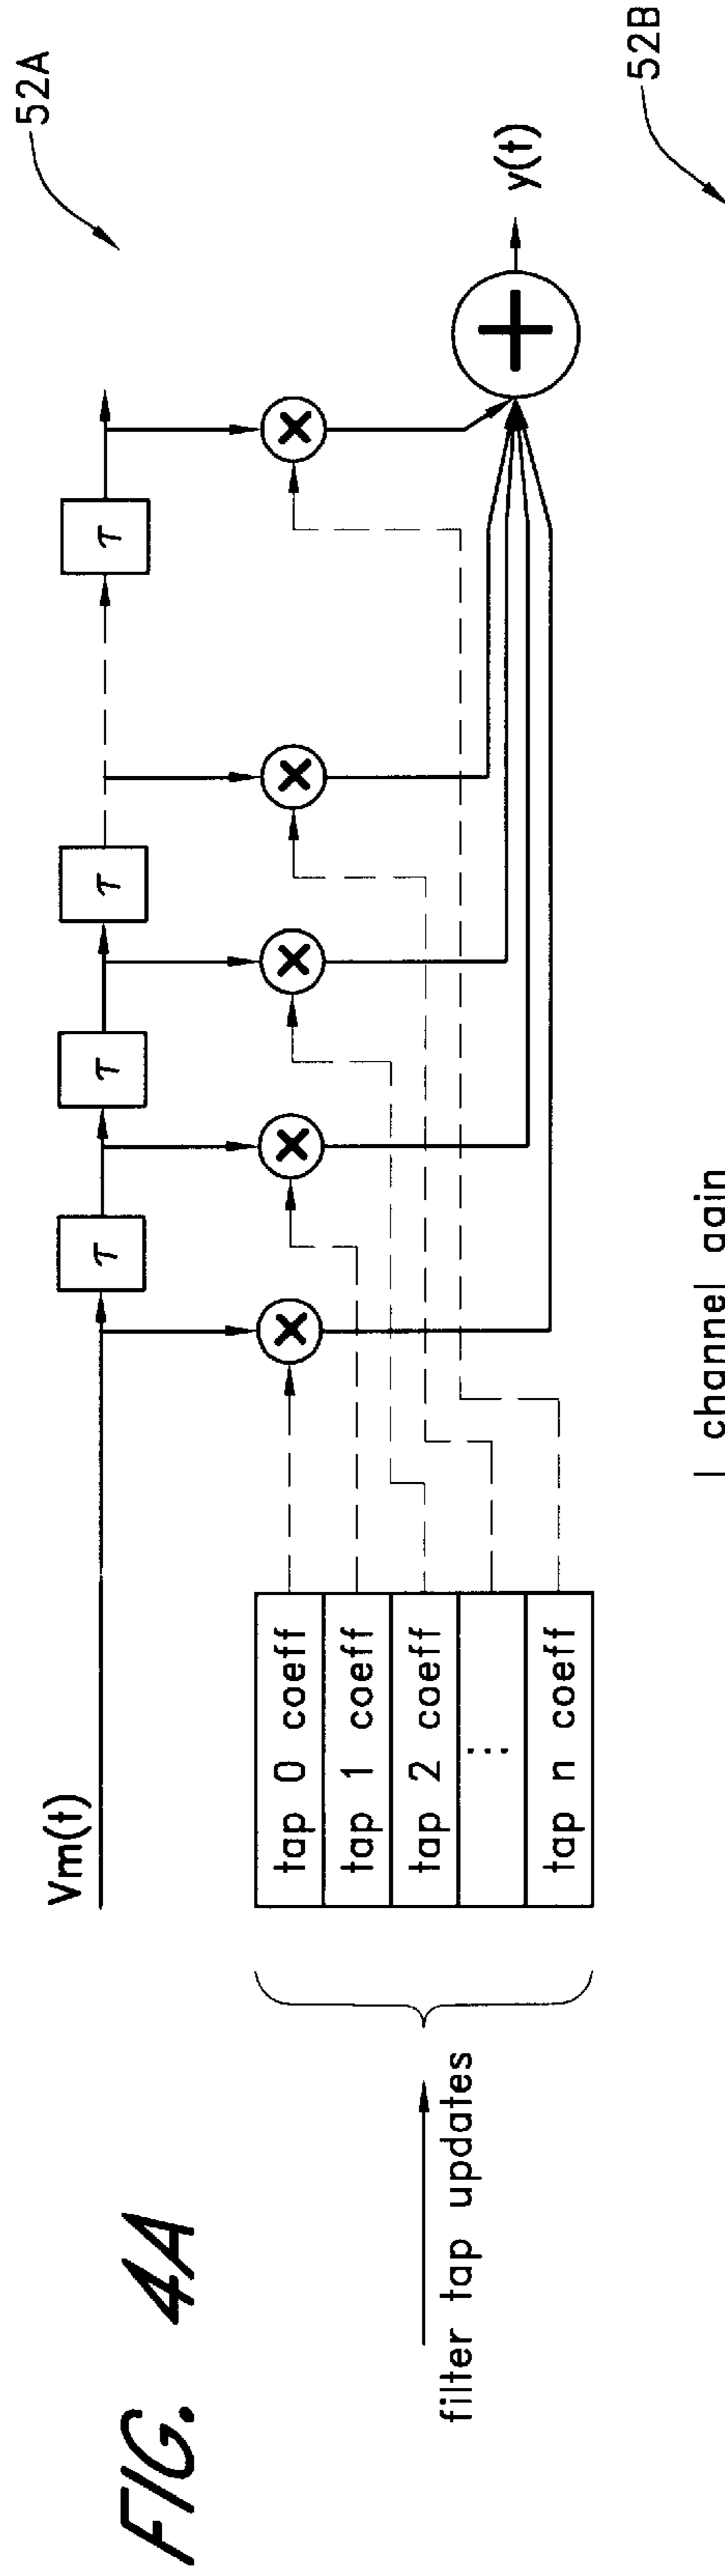 FIG. 4A
52A
Vm(t)
τ
τ
τ
τ
×
×
×
×
×
+
y(t)
tap 0 coeff
tap 1 coeff
tap 2 coeff
...
tap n coeff
filter tap updates
52B
channel gain